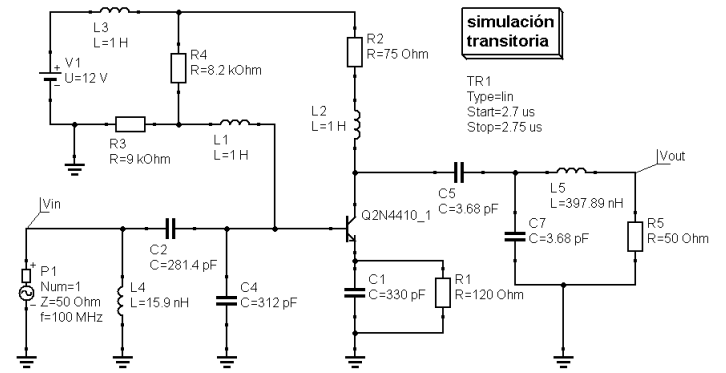 L3
L=1 H
V1
U=12 V
R4
R=8.2 kOhm
R2
R=75 Ohm
simulación
transitoria
TR1
Type=lin
Start=2.7 us
Stop=2.75 us
R3
R=9 kOhm
L1
L=1 H
L2
L=1 H
Vin
C2
C=281.4 pF
Q2N4410_1
C5
C=3.68 pF
L5
L=397.89 nH
Vout
P1
Num=1
Z=50 Ohm
f=100 MHz
L4
L=15.9 nH
C4
C=312 pF
C1
C=330 pF
R1
R=120 Ohm
C7
C=3.68 pF
R5
R=50 Ohm